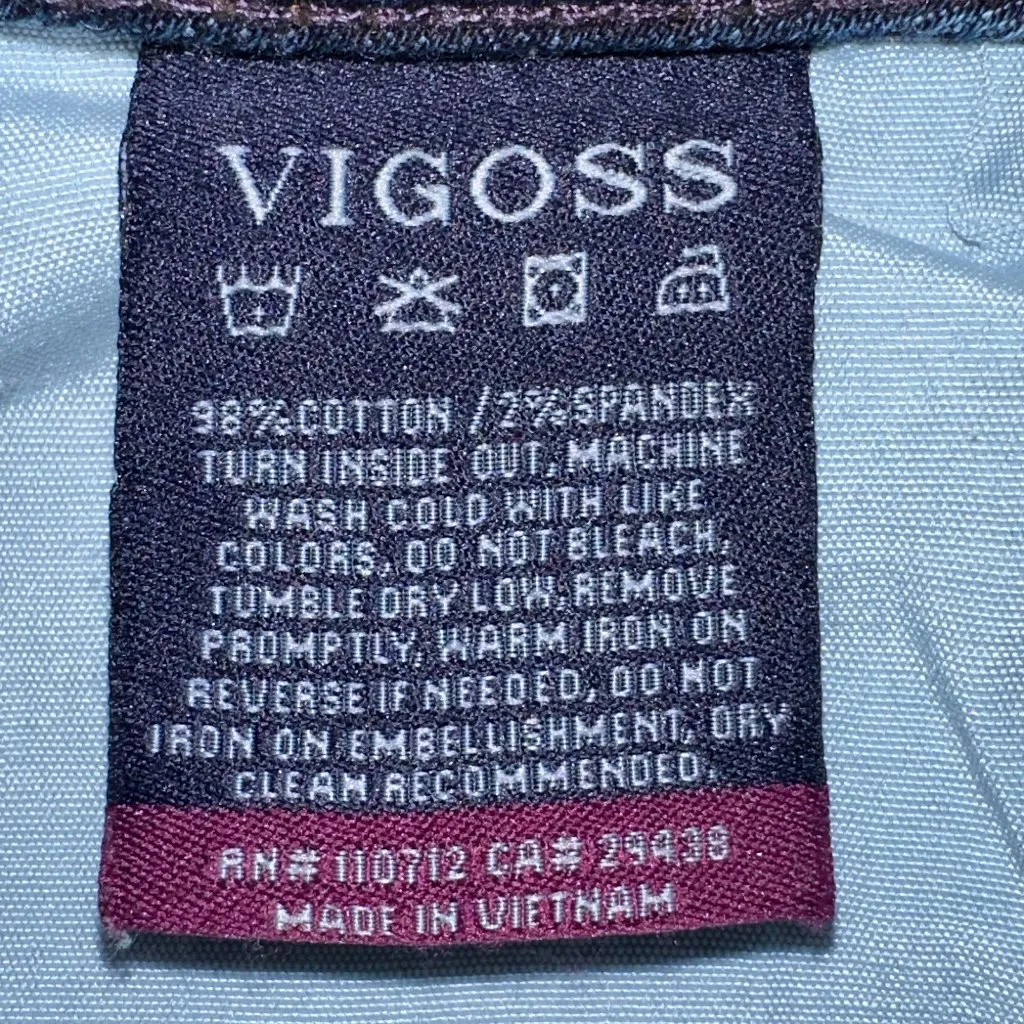 VIGOSS
98% COTTON / 2% SPANDEX
TURN INSIDE OUT, MACHINE
WASH COLD WITH LIKE
COLORS, DO NOT BLEACH,
TUMBLE DRY LOW, REMOVE
PROMPTLY, WARM IRON ON
REVERSE IF NEEDED, DO NOT
IRON ON EMBELLISHMENT, DRY
CLEAN RECOMMENDED.
RN# 110712 CA# 29438
MADE IN VIETNAM